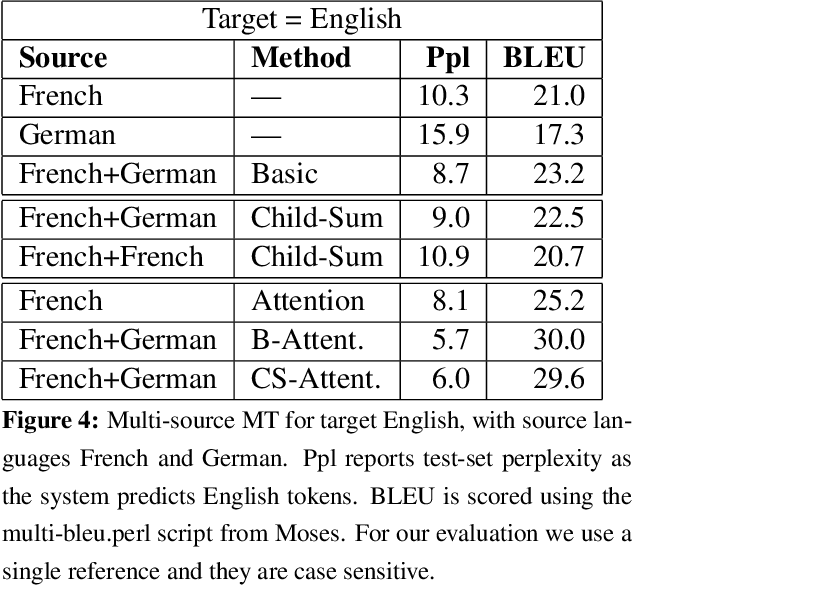 Target = English
Source Method Ppl BLEU
French — 10.3 21.0
German — 15.9 17.3
French+German Basic 8.7 23.2
French+German Child-Sum 9.0 22.5
French+French Child-Sum 10.9 20.7
French Attention 8.1 25.2
French+German B-Attent. 5.7 30.0
French+German CS-Attent. 6.0 29.6
Figure 4: Multi-source MT for target English, with source lan-
guages French and German. Ppl reports test-set perplexity as
the system predicts English tokens. BLEU is scored using the
multi-bleu.perl script from Moses. For our evaluation we use a
single reference and they are case sensitive.